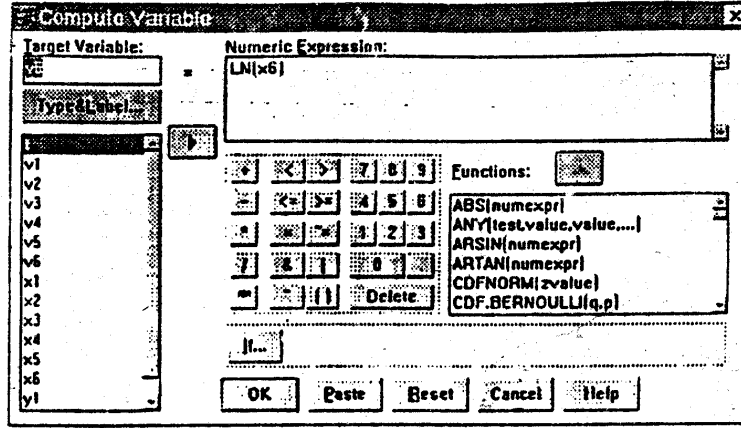 Compute Variable
Target Variable:
=
Type&Label...
v1
v2
v3
v4
v5
v6
x1
x2
x3
x4
x5
x6
y1
Numeric Expression:
LN(x6)
+ < > 7 8 9
- <= >= 4 5 6
* = ~= 1 2 3
/ & | 0 .
** ~ ( ) Delete
Functions:
ABS(numexpr)
ANY(test,value,value,...)
ARSIN(numexpr)
ARTAN(numexpr)
CDFNORM(zvalue)
CDF.BERNOULLI(q,p)
If...
OK Paste Reset Cancel Help